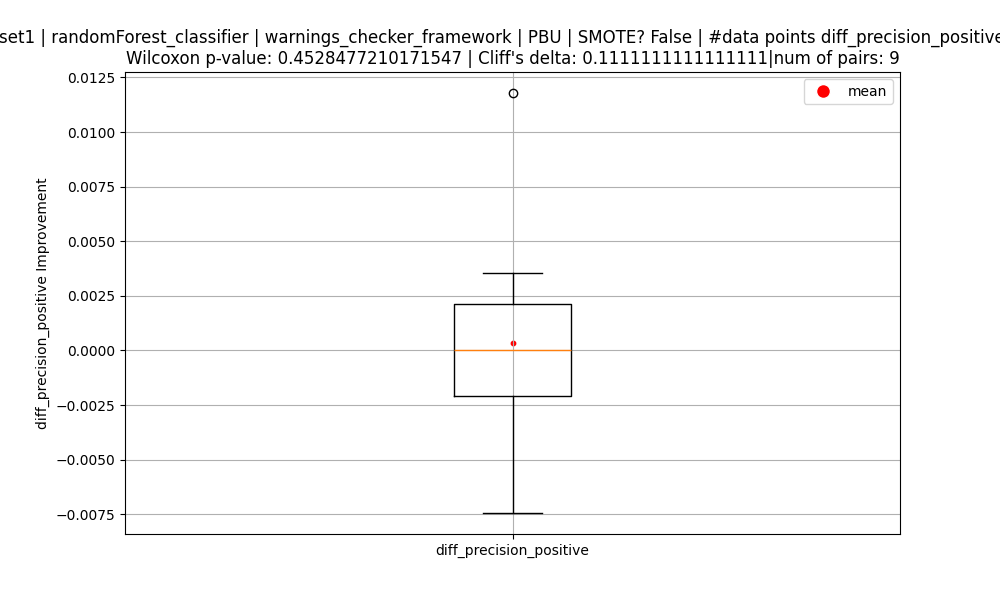 set1 | randomForest_classifier | warnings_checker_framework | PBU | SMOTE? False | #data points diff_precision_positive
Wilcoxon p-value: 0.4528477210171547 | Cliff's delta: 0.1111111111111111|num of pairs: 9
mean
0.0125
0.0100
0.0075
0.0050
0.0025
0.0000
−0.0025
−0.0050
−0.0075
diff_precision_positive Improvement
diff_precision_positive